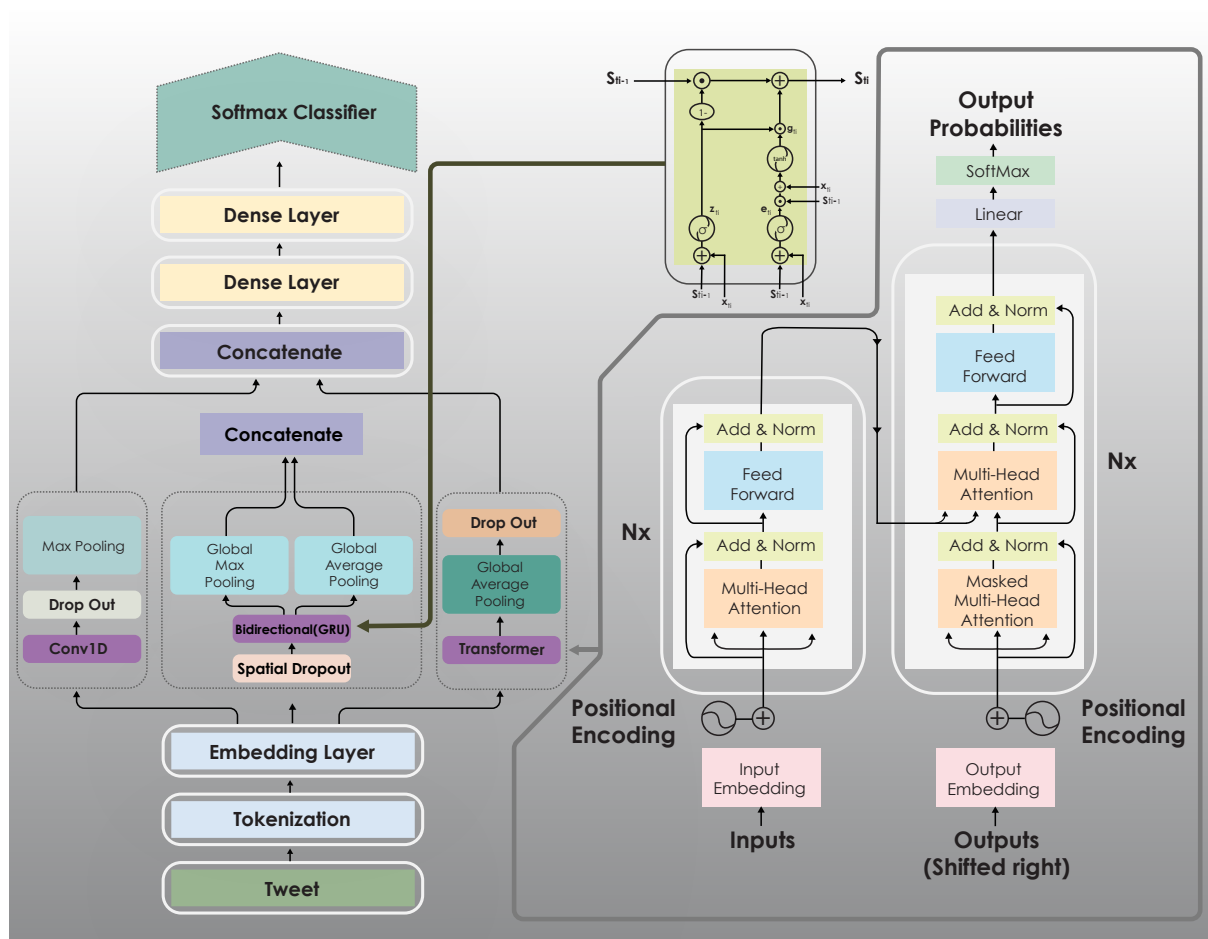 Softmax Classifier
Dense Layer
Dense Layer
Concatenate
Concatenate
Max Pooling
Drop Out
Conv1D
Global
Max
Pooling
Global
Average
Pooling
Bidirectional(GRU)
Spatial Dropout
Drop Out
Global
Average
Pooling
Transformer
Embedding Layer
Tokenization
Tweet
Sti-1
Sti
1-
gti
tanh
xti
Sti-1
zti
eti
σ
σ
Sti-1
xti
Sti-1
xti
Add & Norm
Feed
Forward
Nx
Add & Norm
Multi-Head
Attention
Positional
Encoding
Input
Embedding
Inputs
Output
Probabilities
SoftMax
Linear
Add & Norm
Feed
Forward
Add & Norm
Multi-Head
Attention
Nx
Add & Norm
Masked
Multi-Head
Attention
Positional
Encoding
Output
Embedding
Outputs
(Shifted right)